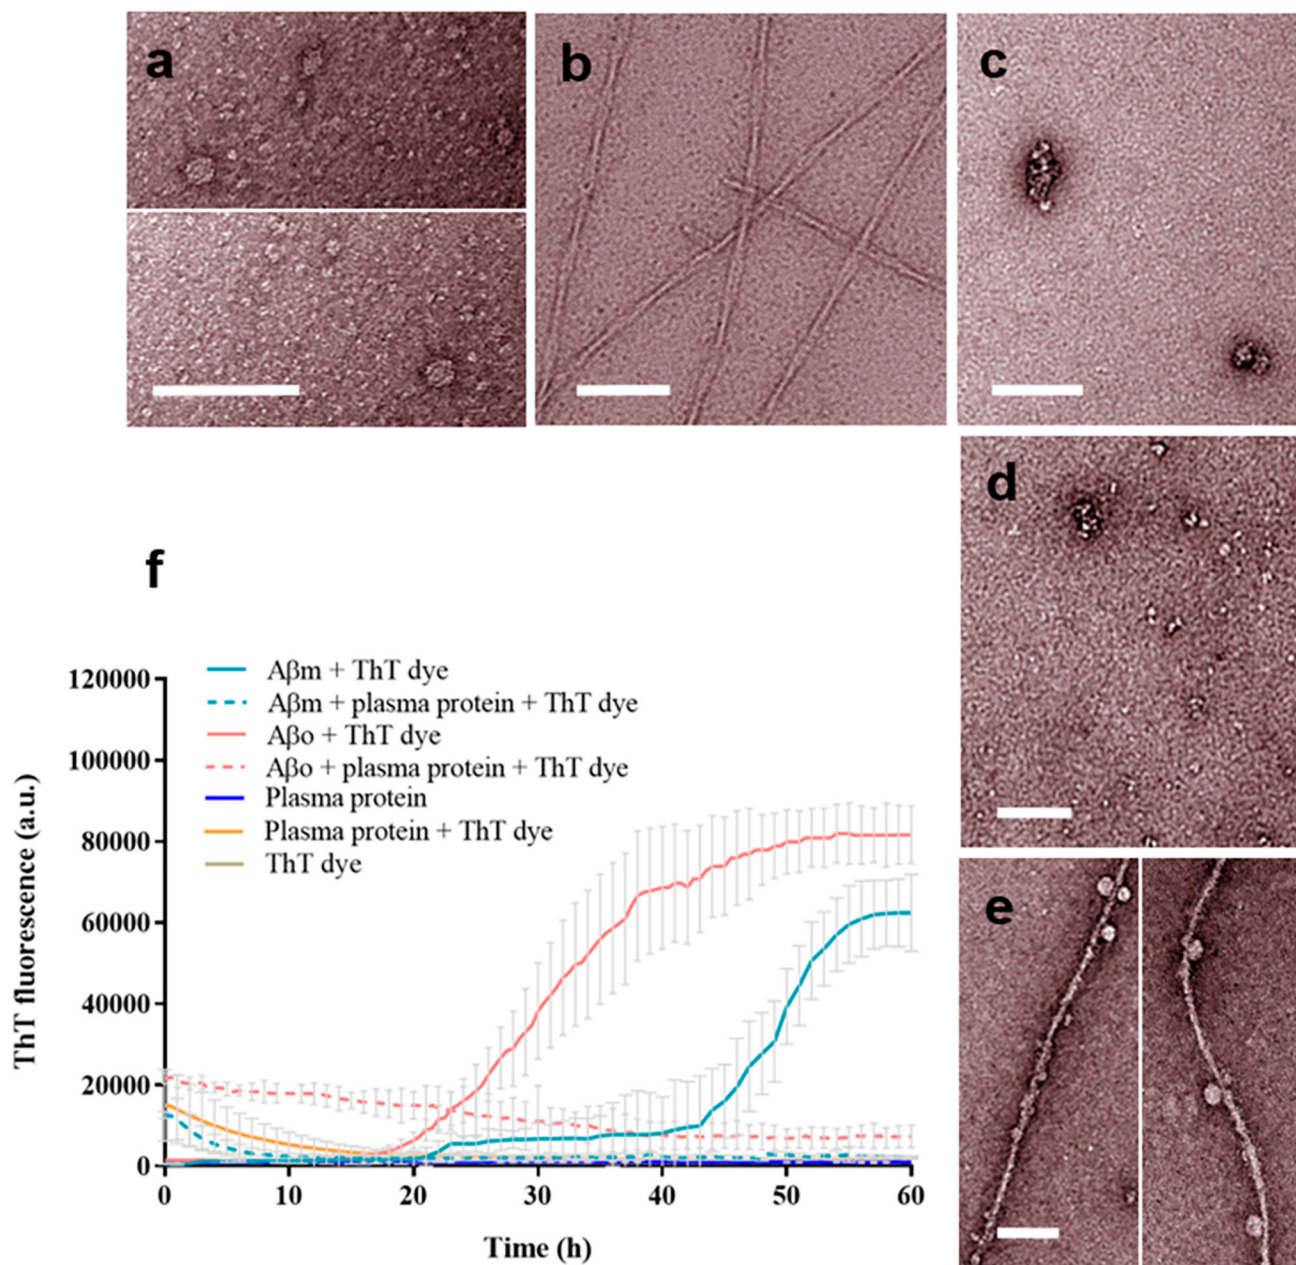 a
b
c
d
e
f
Aβm + ThT dye
Aβm + plasma protein + ThT dye
Aβo + ThT dye
Aβo + plasma protein + ThT dye
Plasma protein
Plasma protein + ThT dye
ThT dye
ThT fluorescence (a.u.)
120000
100000
80000
60000
40000
20000
0
0 10 20 30 40 50 60
Time (h)